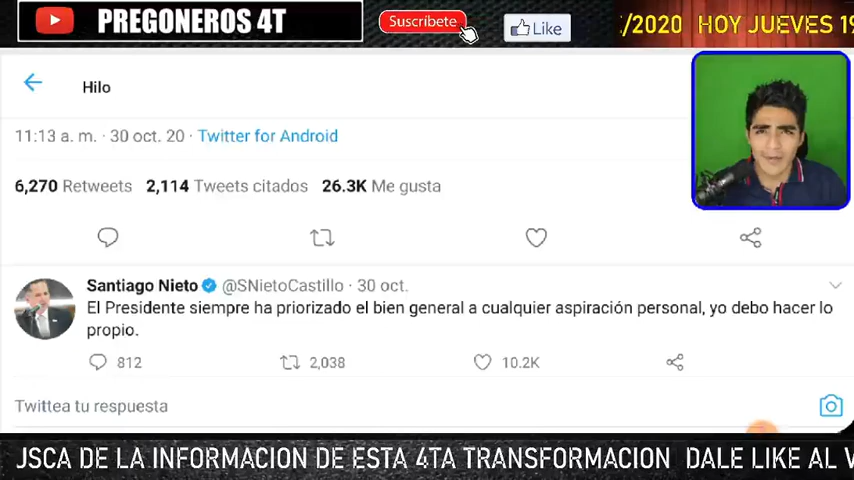 PREGONEROS 4T
Suscríbete
Like
/2020 HOY JUEVES 19
Hilo
11:13 a. m. · 30 oct. 20 · Twitter for Android
6,270 Retweets 2,114 Tweets citados 26.3K Me gusta
Santiago Nieto @SNietoCastillo · 30 oct.
El Presidente siempre ha priorizado el bien general a cualquier aspiración personal, yo debo hacer lo
propio.
812 2,038 10.2K
Twittea tu respuesta
JSCA DE LA INFORMACION DE ESTA 4TA TRANSFORMACION DALE LIKE AL V